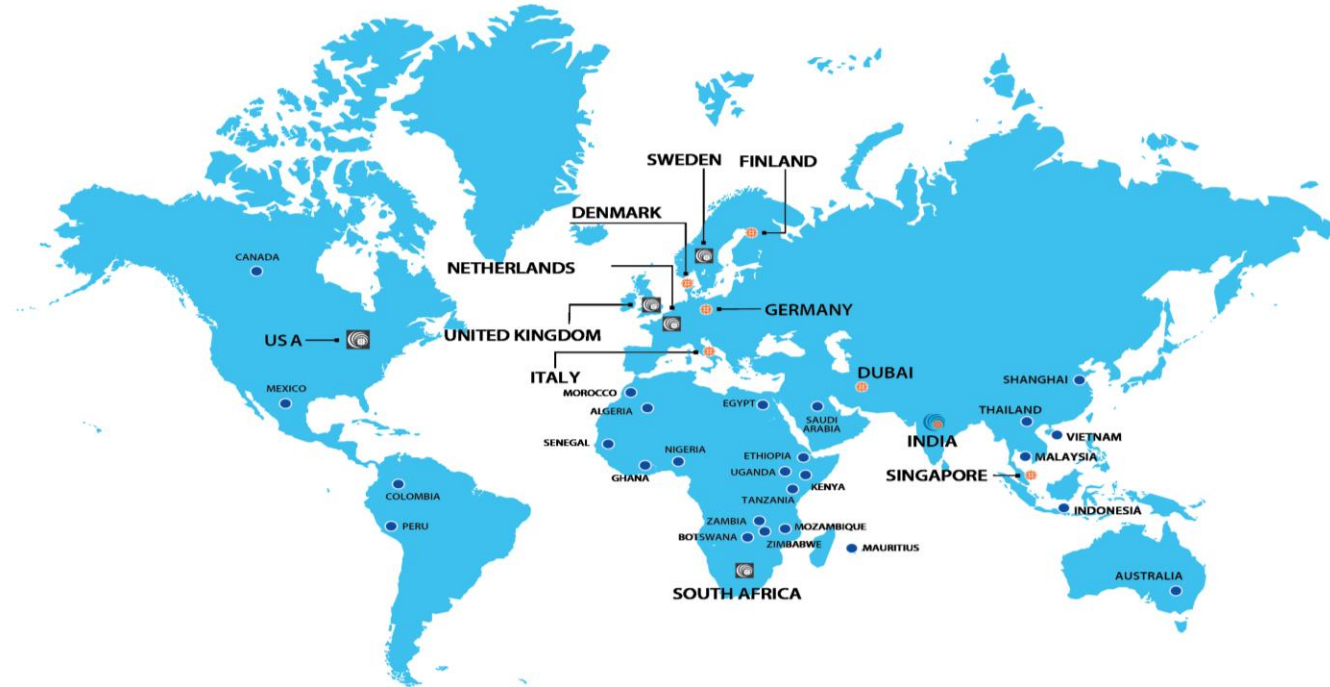 SWEDEN
FINLAND
DENMARK
CANADA
NETHERLANDS
GERMANY
UNITED KINGDOM
US A
ITALY
DUBAI
SHANGHAI
MEXICO
MOROCCO
ALGERIA
EGYPT
SAUDI
ARABIA
THAILAND
INDIA
VIETNAM
SENEGAL
NIGERIA
ETHIOPIA
MALAYSIA
GHANA
UGANDA
KENYA
SINGAPORE
COLOMBIA
TANZANIA
INDONESIA
PERU
ZAMBIA
MOZAMBIQUE
BOTSWANA
ZIMBABWE
MAURITIUS
AUSTRALIA
SOUTH AFRICA